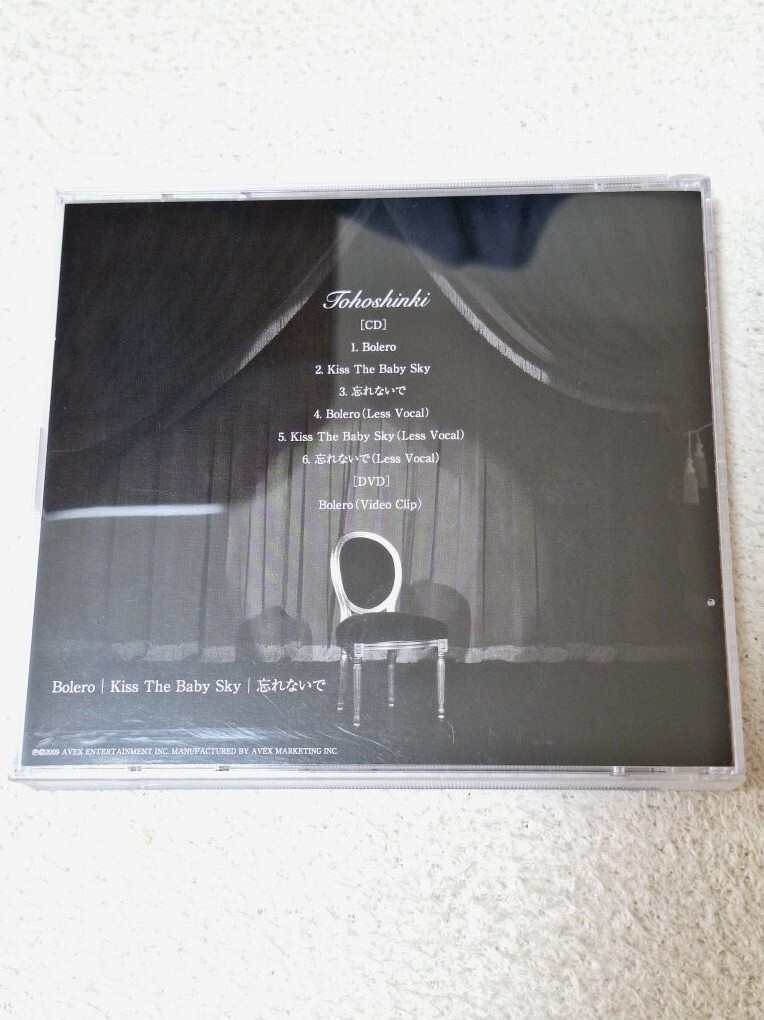 Tohoshinki
[CD]
1. Bolero
2. Kiss The Baby Sky
3. 忘れないで
4. Bolero(Less Vocal)
5. Kiss The Baby Sky(Less Vocal)
6. 忘れないで(Less Vocal)
[DVD]
Bolero(Video Clip)
Bolero | Kiss The Baby Sky | 忘れないで
℗©2009 AVEX ENTERTAINMENT INC. MANUFACTURED BY AVEX MARKETING INC.